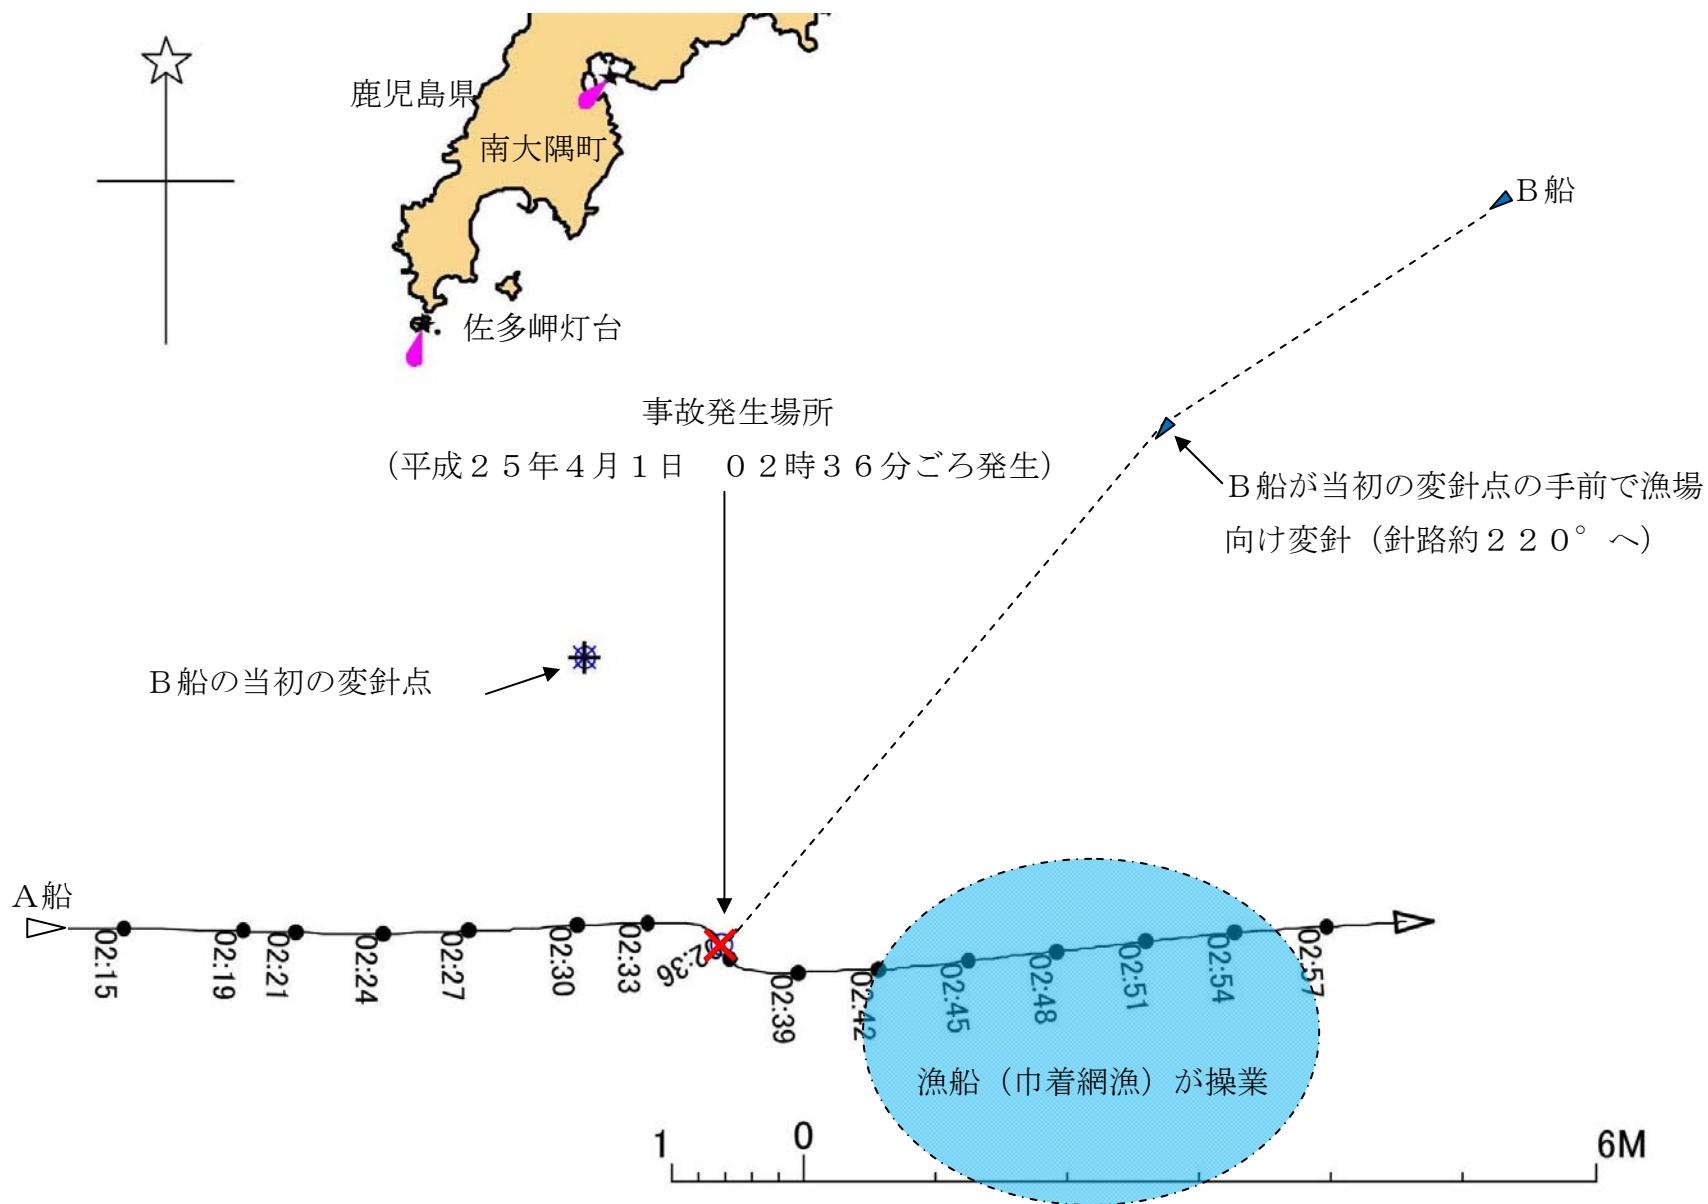 鹿児島県
南大隅町
B船
佐多岬灯台
事故発生場所
(平成25年4月1日 02時36分ごろ発生)
B船が当初の変針点の手前で漁場
向け変針(針路約220°へ)
B船の当初の変針点
A船
02:15
02:19
02:21
02:24
02:27
02:30
02:33
02:36
02:39
02:42
02:45
02:48
02:51
02:54
02:57
漁船(巾着網漁)が操業
1 0 6M